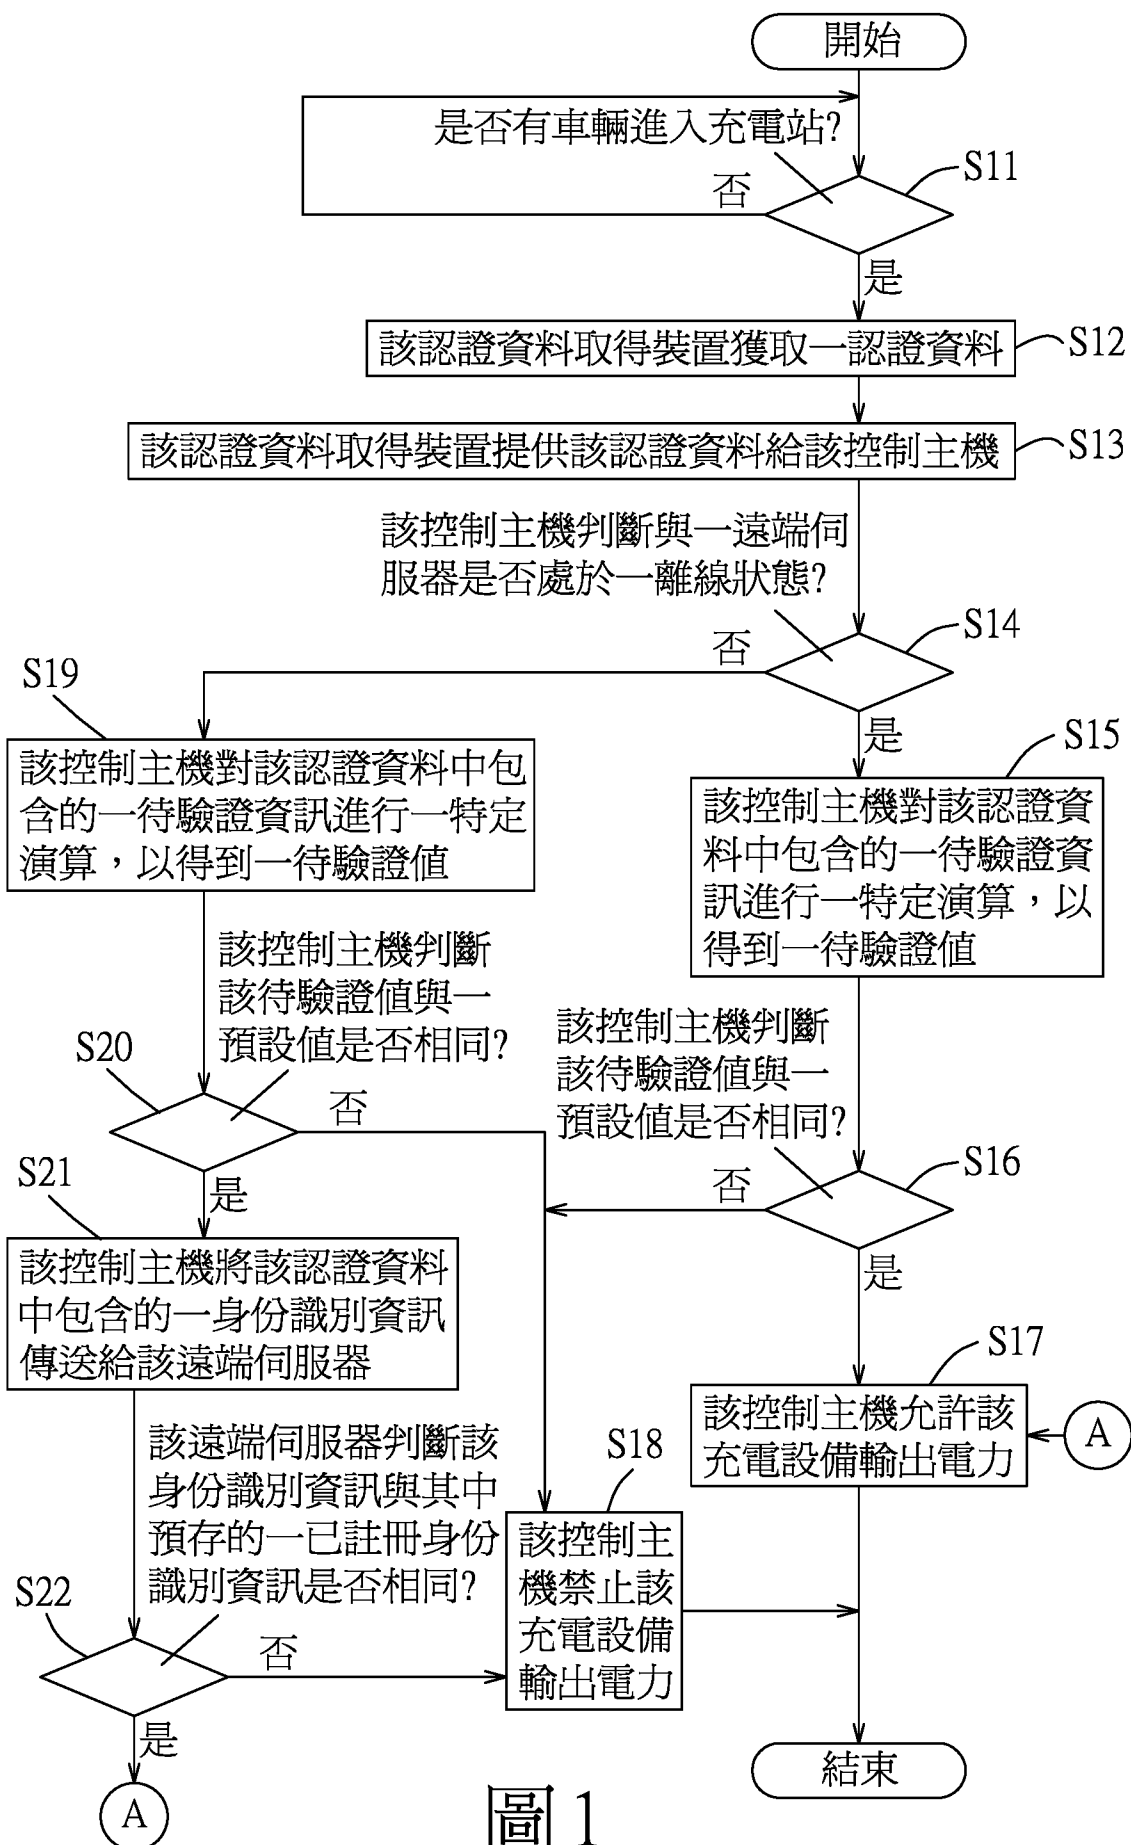 開始
是否有車輛進入充電站?
S11
否
是
該認證資料取得裝置獲取一認證資料
S12
該認證資料取得裝置提供該認證資料給該控制主機
S13
該控制主機判斷與一遠端伺
服器是否處於一離線狀態?
S14
否
是
S19
該控制主機對該認證資料中包
含的一待驗證資訊進行一特定
演算，以得到一待驗證值
S15
該控制主機對該認證資
料中包含的一待驗證資
訊進行一特定演算，以
得到一待驗證值
該控制主機判斷
該待驗證值與一
預設值是否相同?
S20
否
是
該控制主機判斷
該待驗證值與一
預設值是否相同?
S16
否
是
S21
該控制主機將該認證資料
中包含的一身份識別資訊
傳送給該遠端伺服器
S17
該控制主機允許該
充電設備輸出電力
A
該遠端伺服器判斷該
身份識別資訊與其中
預存的一已註冊身份
識別資訊是否相同?
S22
否
是
A
S18
該控制主
機禁止該
充電設備
輸出電力
結束
圖 1